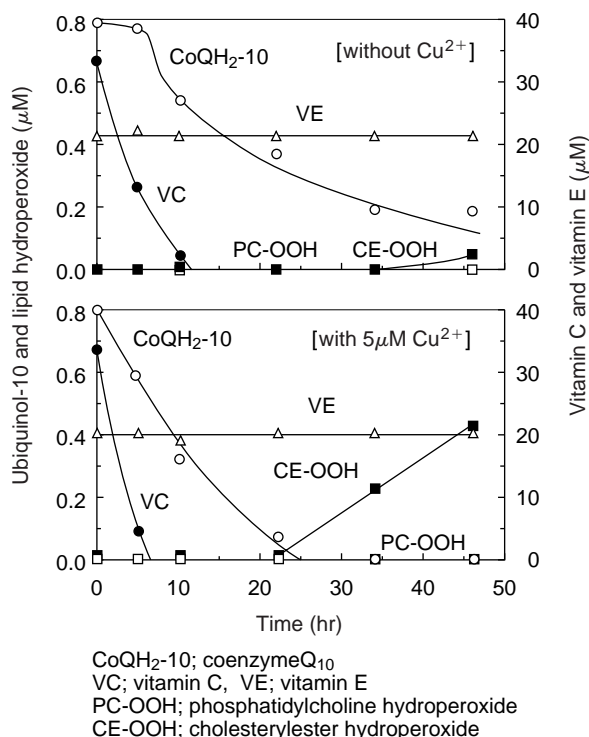 0.8
0.6
0.4
0.2
0.0
40
30
20
10
0
CoQH₂-10
[without Cu²⁺]
VE
VC
PC-OOH
CE-OOH
Ubiquinol-10 and lipid hydroperoxide (μM)
Vitamin C and vitamin E (μM)
0.8
0.6
0.4
0.2
0.0
40
30
20
10
0
CoQH₂-10
[with 5μM Cu²⁺]
VE
CE-OOH
VC
PC-OOH
0 10 20 30 40 50
Time (hr)
CoQH₂-10; coenzymeQ₁₀
VC; vitamin C, VE; vitamin E
PC-OOH; phosphatidylcholine hydroperoxide
CE-OOH; cholesterylester hydroperoxide